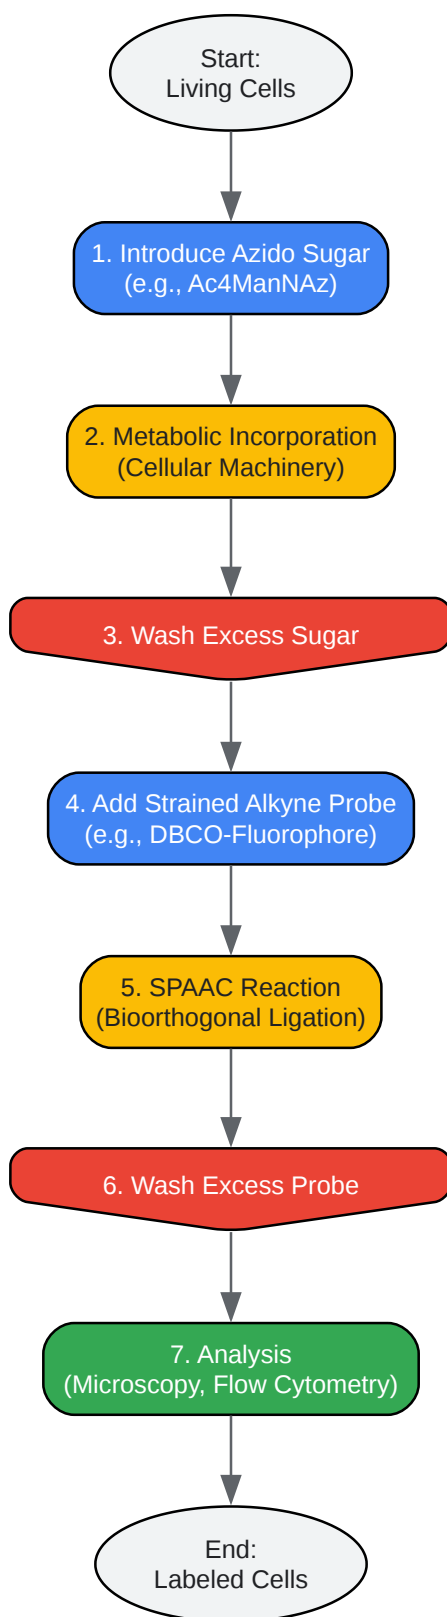 Start:
Living Cells
1. Introduce Azido Sugar
(e.g., Ac4ManNAz)
2. Metabolic Incorporation
(Cellular Machinery)
3. Wash Excess Sugar
4. Add Strained Alkyne Probe
(e.g., DBCO-Fluorophore)
5. SPAAC Reaction
(Bioorthogonal Ligation)
6. Wash Excess Probe
7. Analysis
(Microscopy, Flow Cytometry)
End:
Labeled Cells